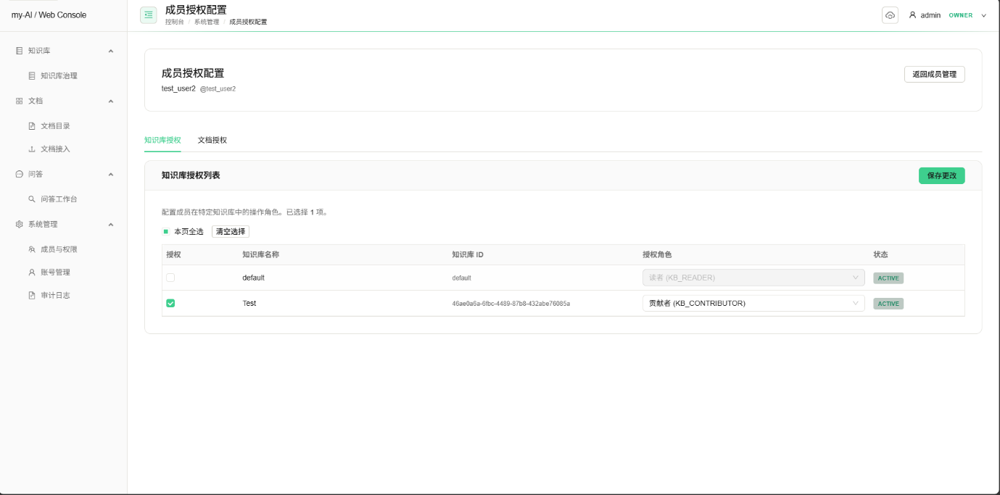 my-AI / Web Console
知识库
知识库治理
文档
文档目录
文档接入
问答
问答工作台
系统管理
成员与权限
账号管理
审计日志
成员授权配置
控制台 / 系统管理 / 成员授权配置
admin OWNER
成员授权配置
test_user2 @test_user2
返回成员管理
知识库授权 文档授权
知识库授权列表
保存更改
配置成员在特定知识库中的操作角色。已选择 1 项。
本页全选 清空选择
授权 知识库名称 知识库 ID 授权角色 状态
default default 读者 (KB_READER) ACTIVE
Test 46ae0a6a-6fbc-4489-87b8-432abe76085a 贡献者 (KB_CONTRIBUTOR) ACTIVE